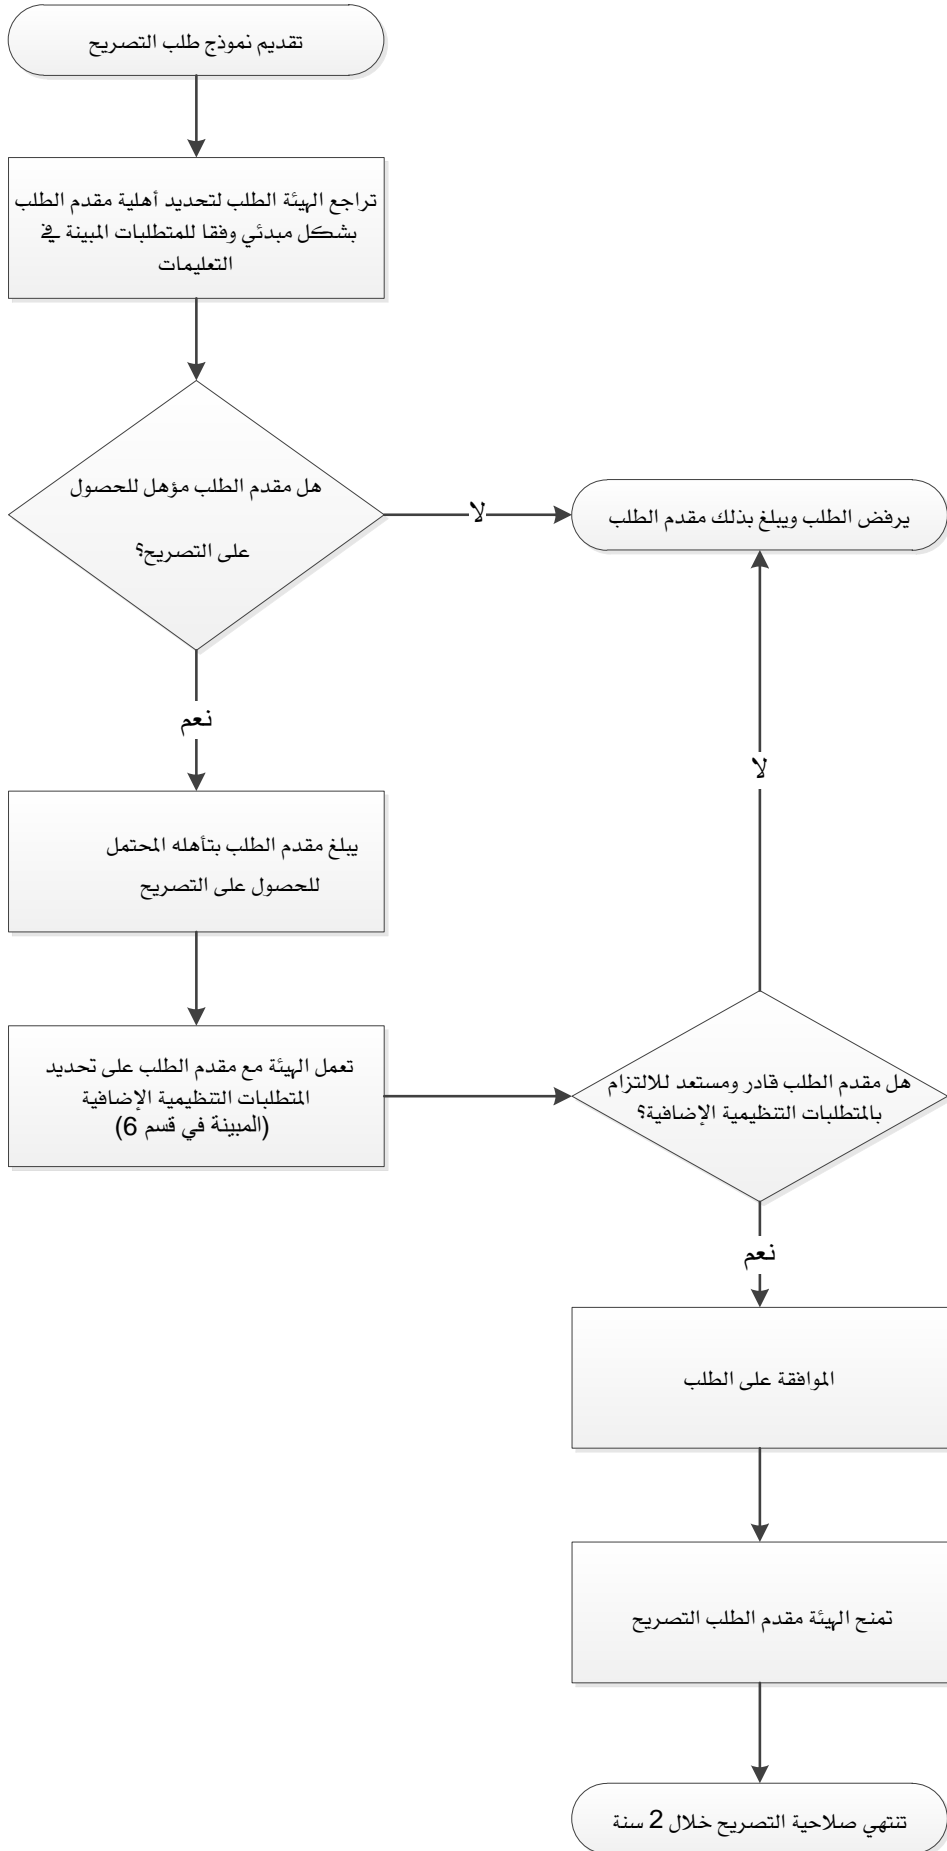 تقديم نموذج طلب التصريح
تراجع الهيئة الطلب لتحديد أهلية مقدم الطلب
بشكل مبدئي وفقا للمتطلبات المبينة في
التعليمات
هل مقدم الطلب مؤهل للحصول
على التصريح؟
لا
يرفض الطلب ويبلغ بذلك مقدم الطلب
نعم
يبلغ مقدم الطلب بتأهله المحتمل
للحصول على التصريح
تعمل الهيئة مع مقدم الطلب على تحديد
المتطلبات التنظيمية الإضافية
(المبينة في قسم 6)
هل مقدم الطلب قادر ومستعد للالتزام
بالمتطلبات التنظيمية الإضافية؟
لا
نعم
الموافقة على الطلب
تمنح الهيئة مقدم الطلب التصريح
تنتهي صلاحية التصريح خلال 2 سنة